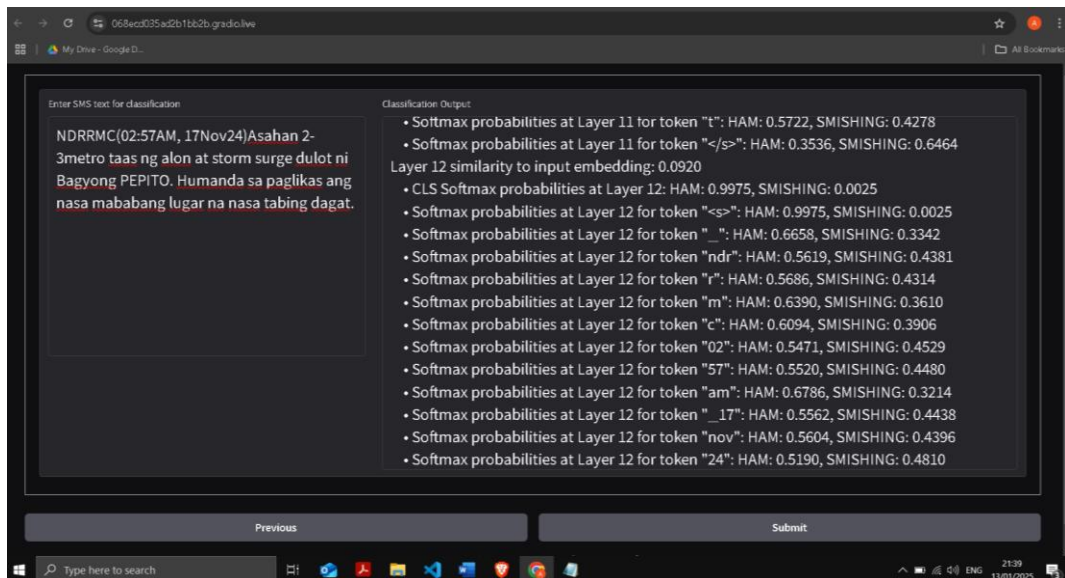 068ecd035ad2b1bb2b.gradio.live
My Drive - Google D...
All Bookmarks
Enter SMS text for classification
NDRRMC(02:57AM, 17Nov24)Asahan 2-
3metro taas ng alon at storm surge dulot ni
Bagyong PEPITO. Humanda sa paglikas ang
nasa mababang lugar na nasa tabing dagat.
Classification Output
• Softmax probabilities at Layer 11 for token "t": HAM: 0.5722, SMISHING: 0.4278
• Softmax probabilities at Layer 11 for token "</s>": HAM: 0.3536, SMISHING: 0.6464
Layer 12 similarity to input embedding: 0.0920
• CLS Softmax probabilities at Layer 12: HAM: 0.9975, SMISHING: 0.0025
• Softmax probabilities at Layer 12 for token "<s>": HAM: 0.9975, SMISHING: 0.0025
• Softmax probabilities at Layer 12 for token "_": HAM: 0.6658, SMISHING: 0.3342
• Softmax probabilities at Layer 12 for token "ndr": HAM: 0.5619, SMISHING: 0.4381
• Softmax probabilities at Layer 12 for token "r": HAM: 0.5686, SMISHING: 0.4314
• Softmax probabilities at Layer 12 for token "m": HAM: 0.6390, SMISHING: 0.3610
• Softmax probabilities at Layer 12 for token "c": HAM: 0.6094, SMISHING: 0.3906
• Softmax probabilities at Layer 12 for token "02": HAM: 0.5471, SMISHING: 0.4529
• Softmax probabilities at Layer 12 for token "57": HAM: 0.5520, SMISHING: 0.4480
• Softmax probabilities at Layer 12 for token "am": HAM: 0.6786, SMISHING: 0.3214
• Softmax probabilities at Layer 12 for token "_17": HAM: 0.5562, SMISHING: 0.4438
• Softmax probabilities at Layer 12 for token "nov": HAM: 0.5604, SMISHING: 0.4396
• Softmax probabilities at Layer 12 for token "24": HAM: 0.5190, SMISHING: 0.4810
Previous
Submit
Type here to search
ENG
21:39
13/01/2025